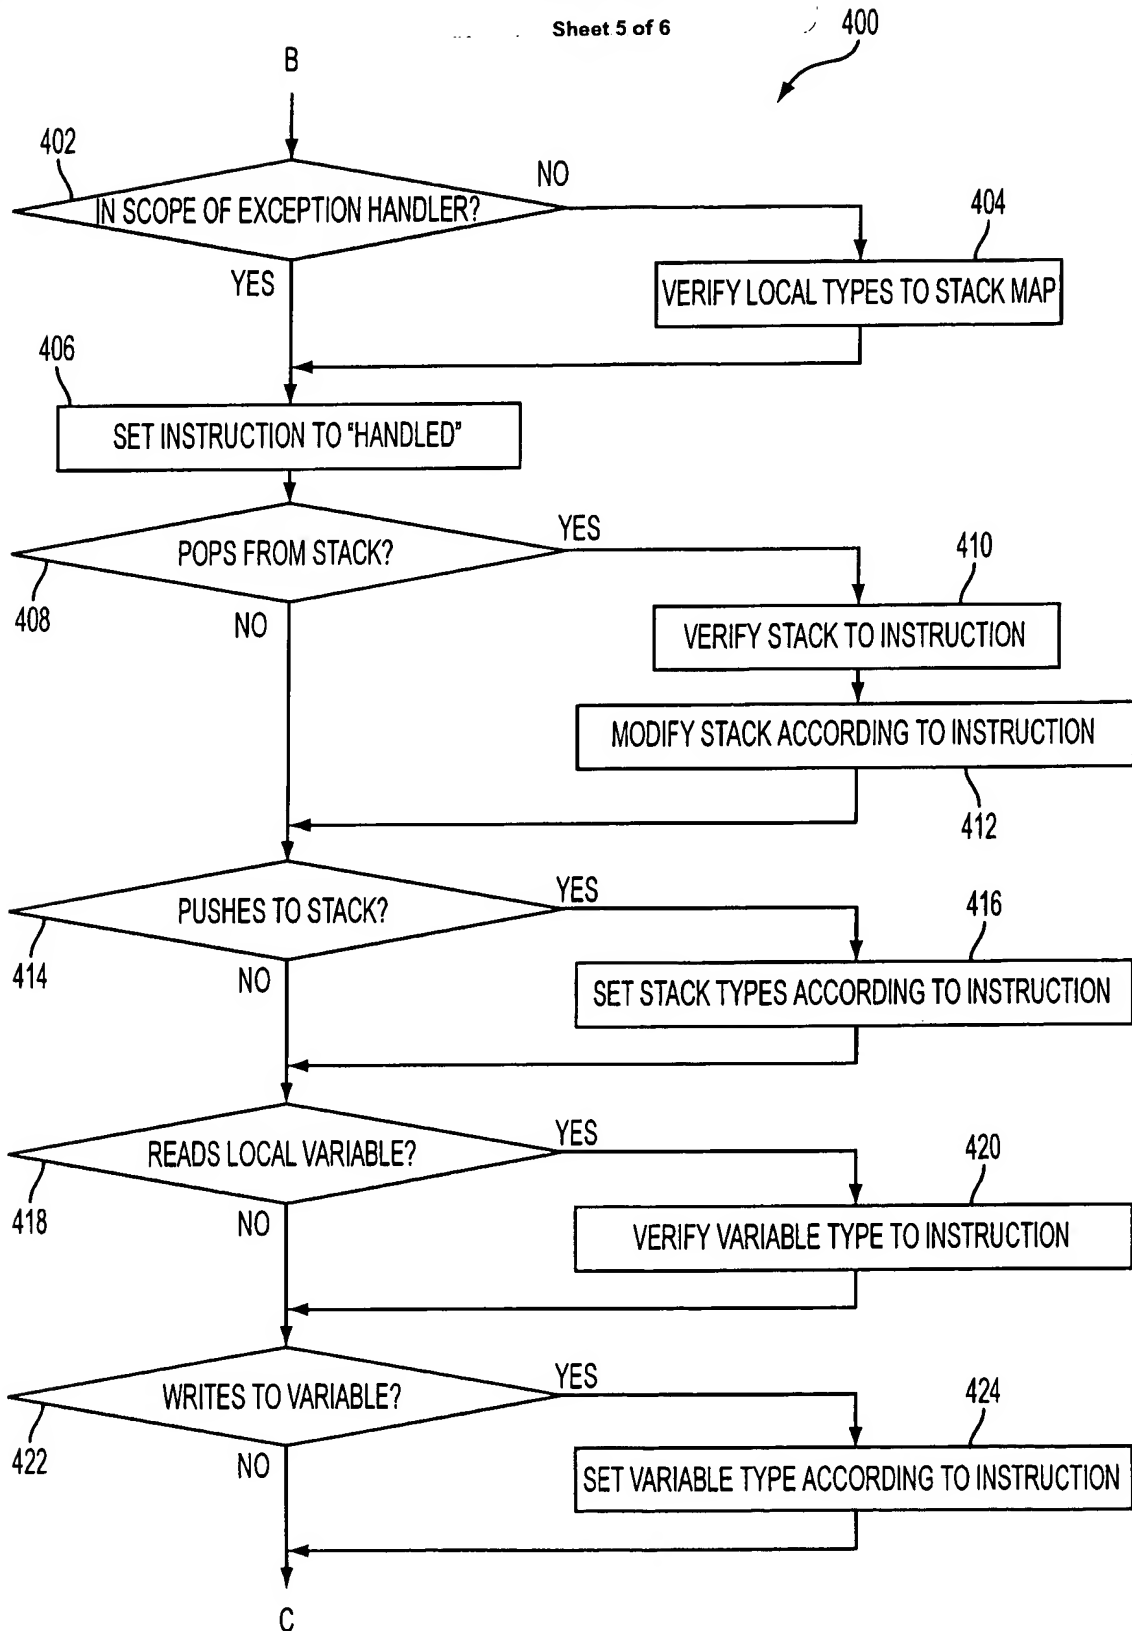 Sheet 5 of 6
400
B
402
IN SCOPE OF EXCEPTION HANDLER?
NO
YES
404
VERIFY LOCAL TYPES TO STACK MAP
406
SET INSTRUCTION TO "HANDLED"
POPS FROM STACK?
YES
408
NO
410
VERIFY STACK TO INSTRUCTION
MODIFY STACK ACCORDING TO INSTRUCTION
412
PUSHES TO STACK?
YES
414
NO
416
SET STACK TYPES ACCORDING TO INSTRUCTION
READS LOCAL VARIABLE?
YES
418
NO
420
VERIFY VARIABLE TYPE TO INSTRUCTION
WRITES TO VARIABLE?
YES
422
NO
424
SET VARIABLE TYPE ACCORDING TO INSTRUCTION
C